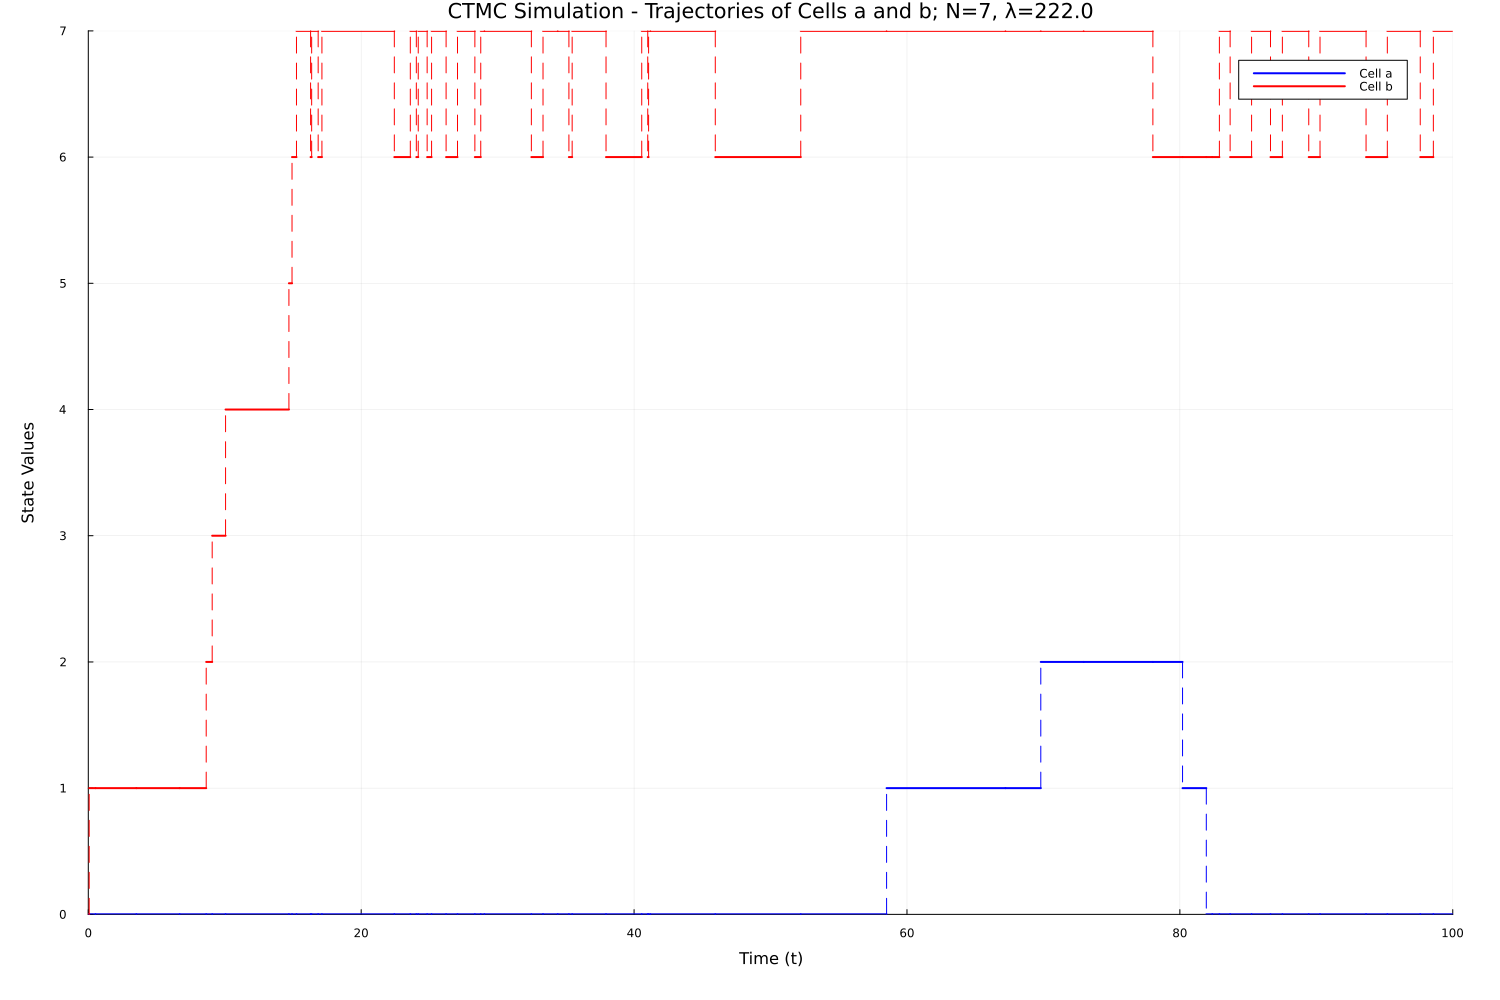 CTMC Simulation - Trajectories of Cells a and b; N=7, λ=222.0
7
6
5
4
3
2
1
0
State Values
Cell a
Cell b
0 20 40 60 80 100
Time (t)